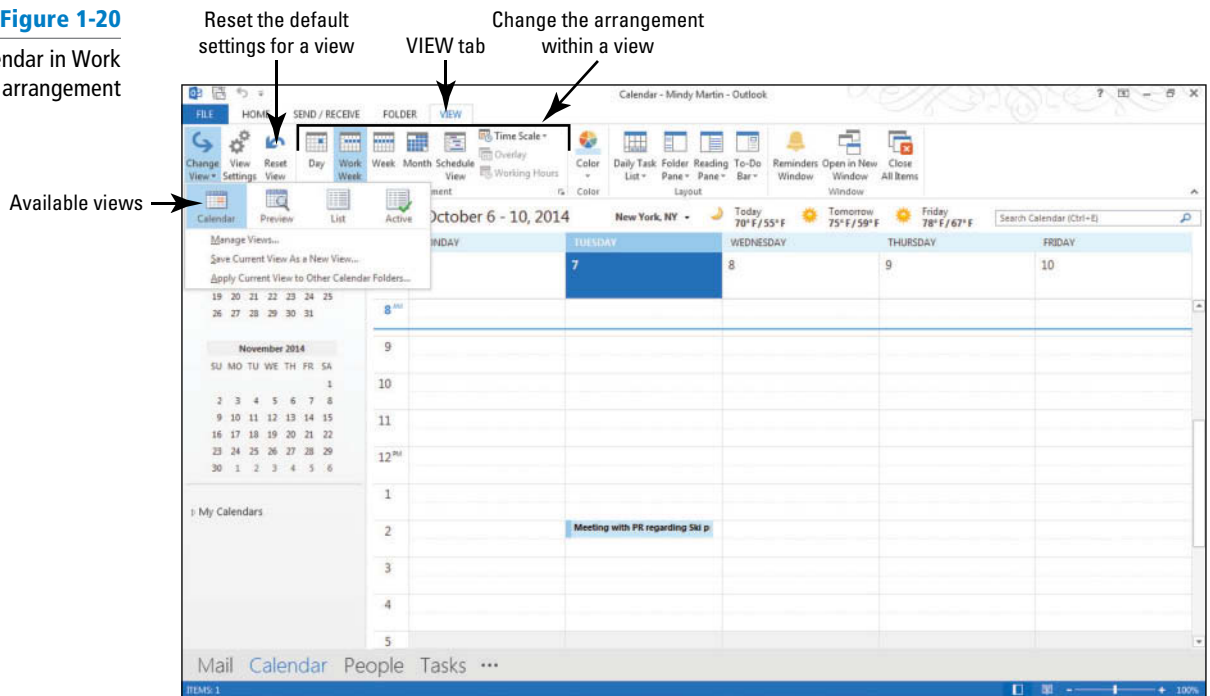 Figure 1-20
endar in Work
arrangement
Reset the default
settings for a view
VIEW tab
Change the arrangement
within a view
Available views
Calendar - Mindy Martin - Outlook
FILE HOME SEND / RECEIVE FOLDER VIEW
Change View
View Settings
Reset View
Day
Work Week
Week
Month
Schedule View
Time Scale
Overlay
Working Hours
Color
Daily Task List
Folder Pane
Reading Pane
To-Do Bar
Reminders Window
Open in New Window
Close All Items
ment
Color
Layout
Window
Calendar Preview List Active
Manage Views...
Save Current View As a New View...
Apply Current View to Other Calendar Folders...
October 6 - 10, 2014
New York, NY
Today
70°F/55°F
Tomorrow
75°F/59°F
Friday
78°F/67°F
Search Calendar (Ctrl+E)
NDAY TUESDAY WEDNESDAY THURSDAY FRIDAY
7 8 9 10
19 20 21 22 23 24 25
26 27 28 29 30 31
November 2014
SU MO TU WE TH FR SA
1
2 3 4 5 6 7 8
9 10 11 12 13 14 15
16 17 18 19 20 21 22
23 24 25 26 27 28 29
30 1 2 3 4 5 6
My Calendars
8 AM
9
10
11
12 PM
1
2
Meeting with PR regarding Ski p
3
4
5
Mail Calendar People Tasks ...
ITEMS: 1
100%